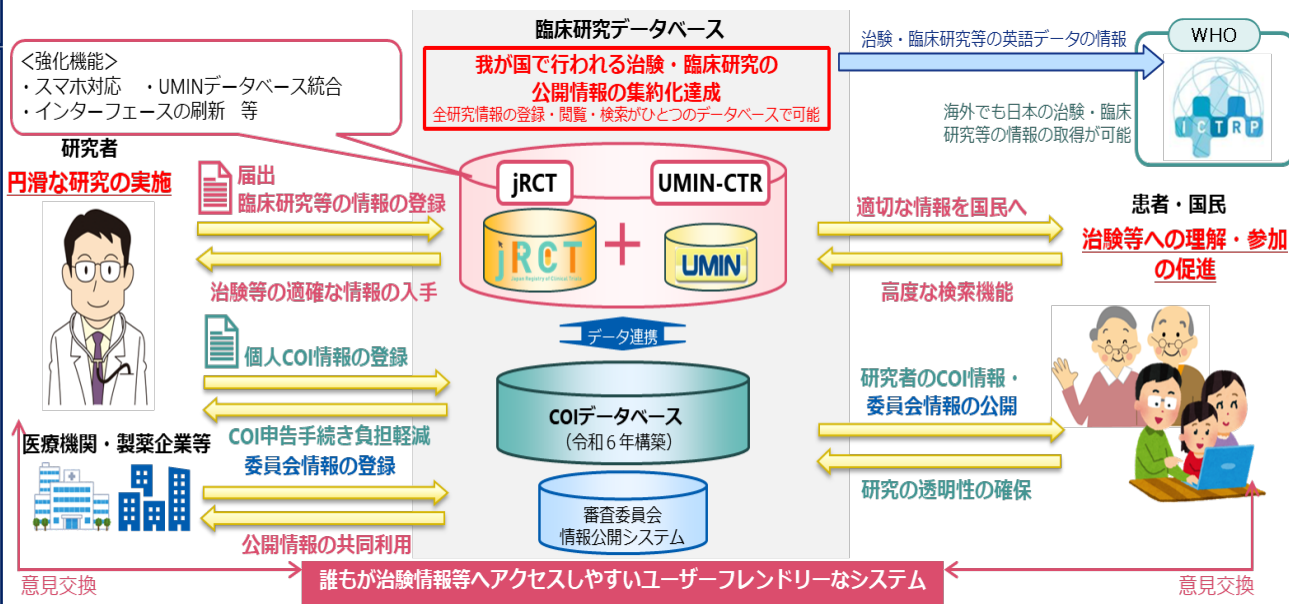 臨床研究データベース
我が国で行われる治験・臨床研究の
公開情報の集約化達成
全研究情報の登録・閲覧・検索がひとつのデータベースで可能
<強化機能>
・スマホ対応　・UMINデータベース統合
・インターフェースの刷新　等
治験・臨床研究等の英語データの情報
WHO
海外でも日本の治験・臨床
研究等の情報の取得が可能
ICTRP
研究者
円滑な研究の実施
届出
臨床研究等の情報の登録
治験等の適確な情報の入手
jRCT
UMIN-CTR
jRCT
Japan Registry of Clinical Trials
+
UMIN
適切な情報を国民へ
高度な検索機能
患者・国民
治験等への理解・参加
の促進
データ連携
個人COI情報の登録
COI申告手続き負担軽減
COIデータベース
（令和６年構築）
研究者のCOI情報・
委員会情報の公開
研究の透明性の確保
医療機関・製薬企業等
委員会情報の登録
公開情報の共同利用
審査委員会
情報公開システム
意見交換
誰もが治験情報等へアクセスしやすいユーザーフレンドリーなシステム
意見交換